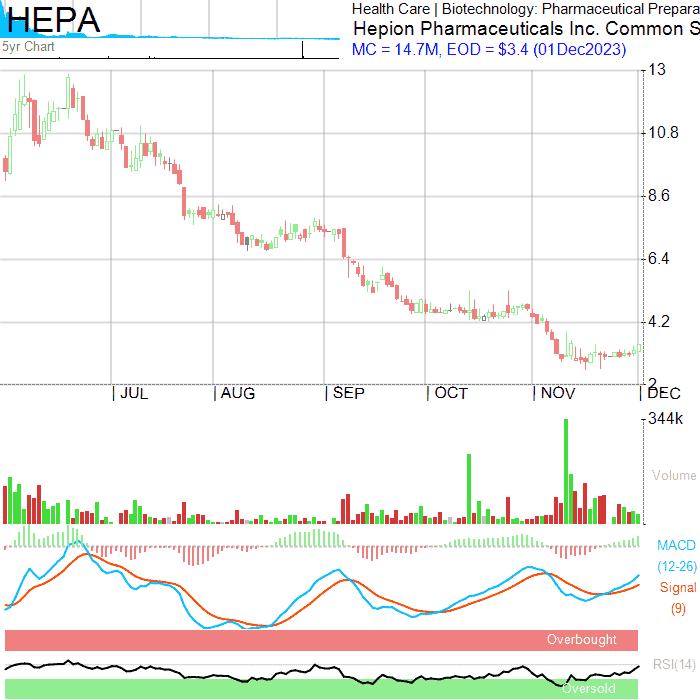 HEPA
5yr Chart
Health Care | Biotechnology: Pharmaceutical Prepara
Hepion Pharmaceuticals Inc. Common S
MC = 14.7M, EOD = $3.4 (01Dec2023)
13
10.8
8.6
6.4
4.2
2
JUL AUG SEP OCT NOV DEC
344k
Volume
MACD
(12-26)
Signal
(9)
Overbought
RSI(14)
Oversold